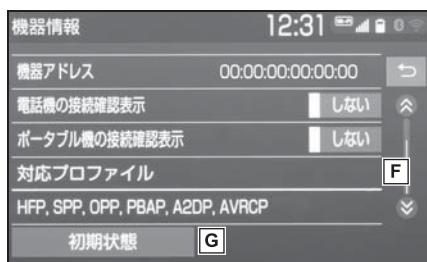 機器情報 12:31
機器アドレス 00:00:00:00:00:00
電話機の接続確認表示 しない
ポータブル機の接続確認表示 しない
対応プロファイル
F
HFP, SPP, OPP, PBAP, A2DP, AVRCP
初期状態 G